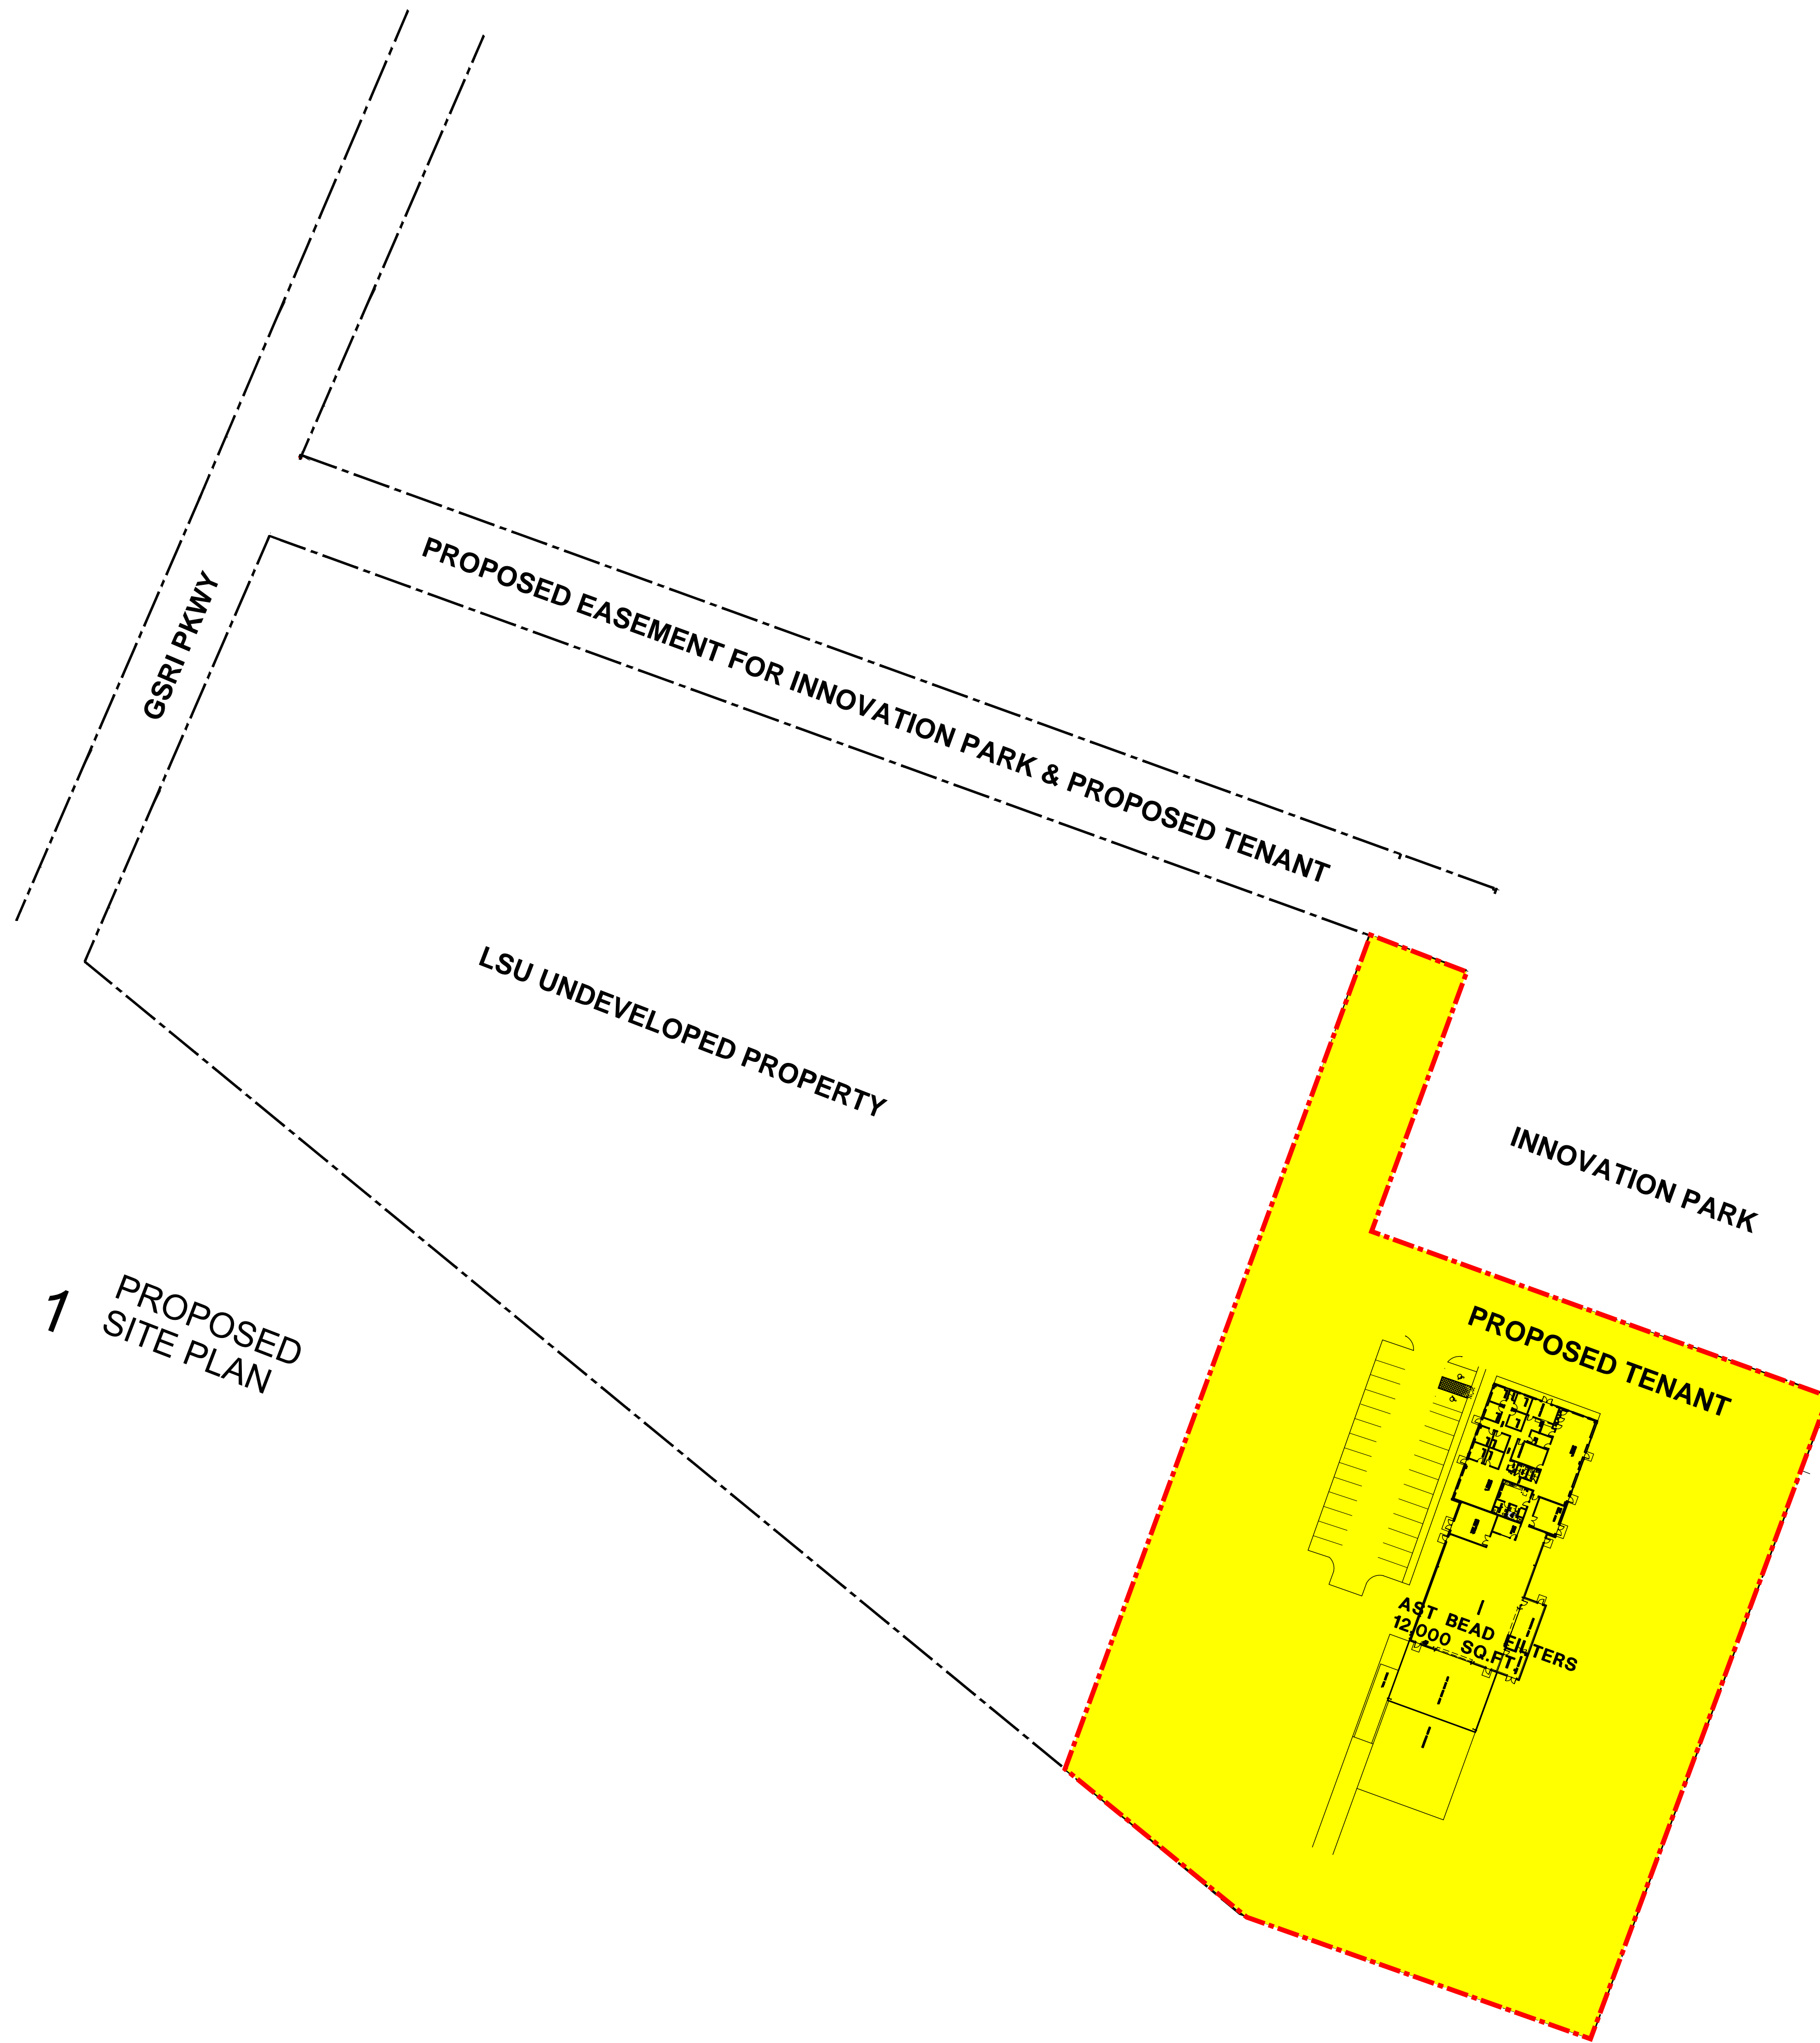 GSRI PKWY
PROPOSED EASEMENT FOR INNOVATION PARK & PROPOSED TENANT
LSU UNDEVELOPED PROPERTY
INNOVATION PARK
1
PROPOSED
SITE PLAN
PROPOSED TENANT
AST BEAD FILTERS
12,000 SQ.FT.